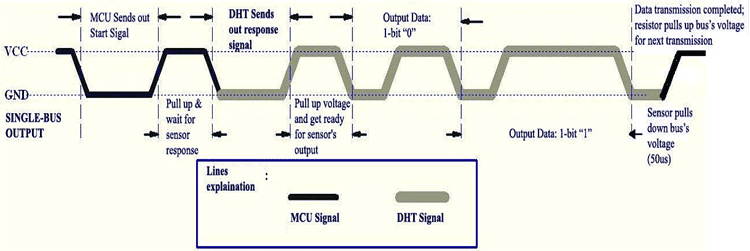 MCU Sends out
Start Sigal
DHT Sends
out response
signal
Output Data:
1-bit "0"
Data transmission completed;
resistor pulls up bus's voltage
for next transmission
VCC
GND
SINGLE-BUS
OUTPUT
Pull up &
wait for
sensor
response
Pull up voltage
and get ready
for sensor's
output
Output Data: 1-bit "1"
Sensor pulls
down bus's
voltage
(50us)
Lines :
explaination
MCU Signal
DHT Signal